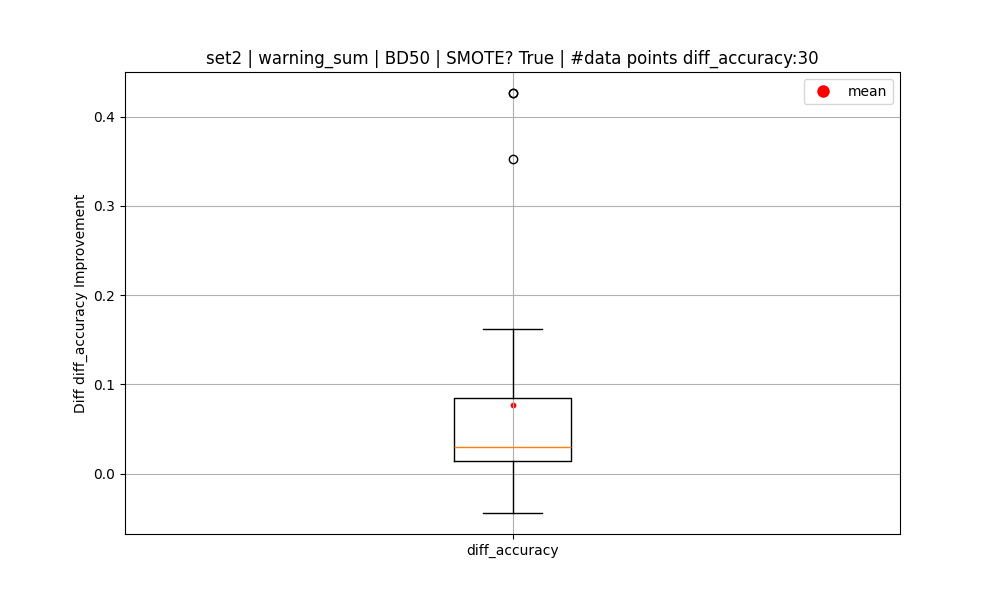 set2 | warning_sum | BD50 | SMOTE? True | #data points diff_accuracy:30
mean
Diff diff_accuracy Improvement
0.4
0.3
0.2
0.1
0.0
diff_accuracy